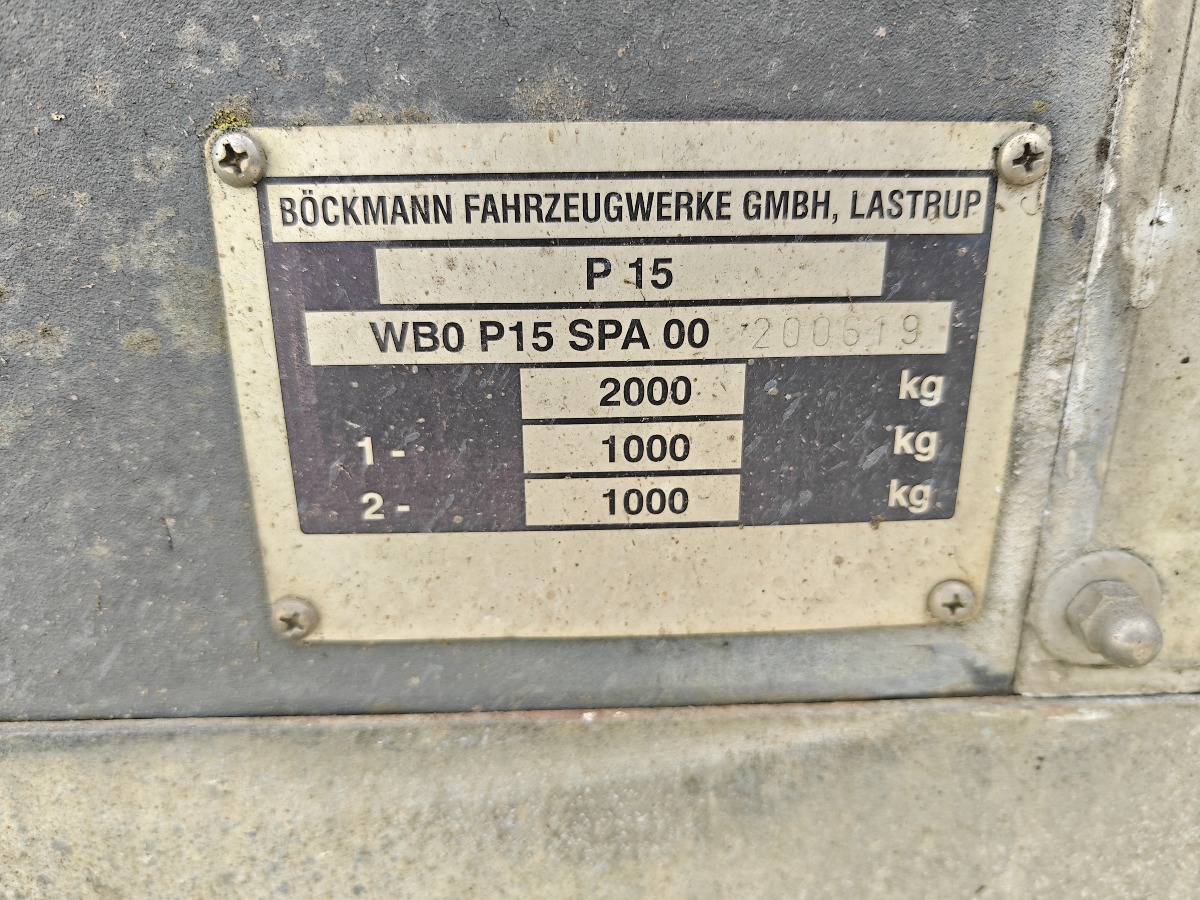 BÖCKMANN FAHRZEUGWERKE GMBH, LASTRUP
P 15
WB0 P15 SPA 00 200619
2000 kg
1- 1000 kg
2- 1000 kg